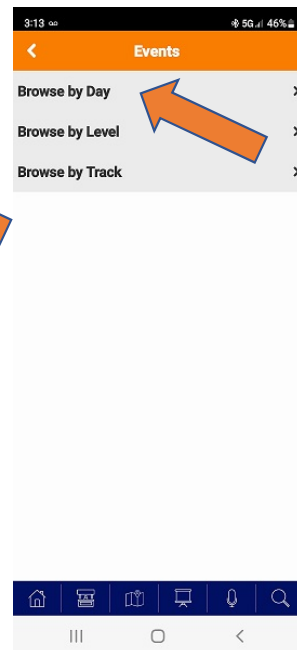 3:13
5G 46%
Events
Browse by Day
Browse by Level
Browse by Track